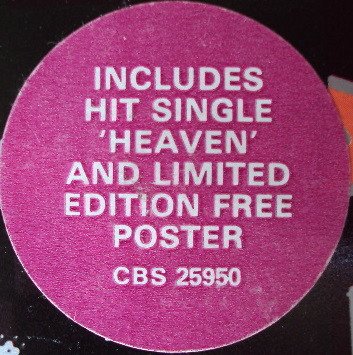 INCLUDES
HIT SINGLE
'HEAVEN'
AND LIMITED
EDITION FREE
POSTER
CBS 25950